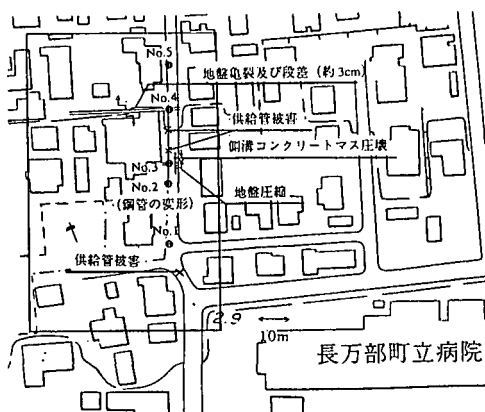 No.5
地盤亀裂及び段差 (約3cm)
No.4
供給管被害
側溝コンクリートマス圧壊
No.3
No.2
地盤圧縮
(鋼管の変形)
No.1
供給管被害
2.9
10m
長万部町立病院